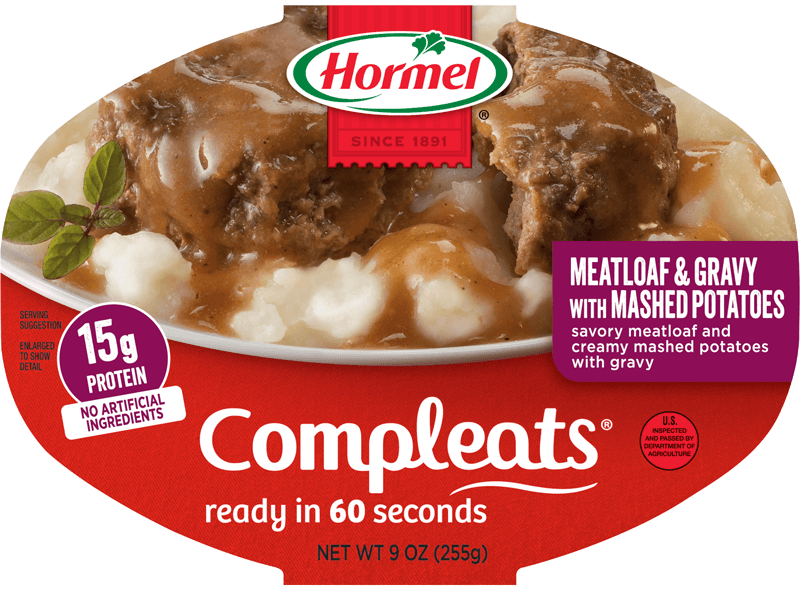 Hormel
®
SINCE 1891
MEATLOAF & GRAVY
WITH MASHED POTATOES
savory meatloaf and
creamy mashed potatoes
with gravy
SERVING
SUGGESTION
ENLARGED
TO SHOW
DETAIL
15g
PROTEIN
NO ARTIFICIAL
INGREDIENTS
Compleats®
ready in 60 seconds
U.S.
INSPECTED
AND PASSED BY
DEPARTMENT OF
AGRICULTURE
NET WT 9 OZ (255g)